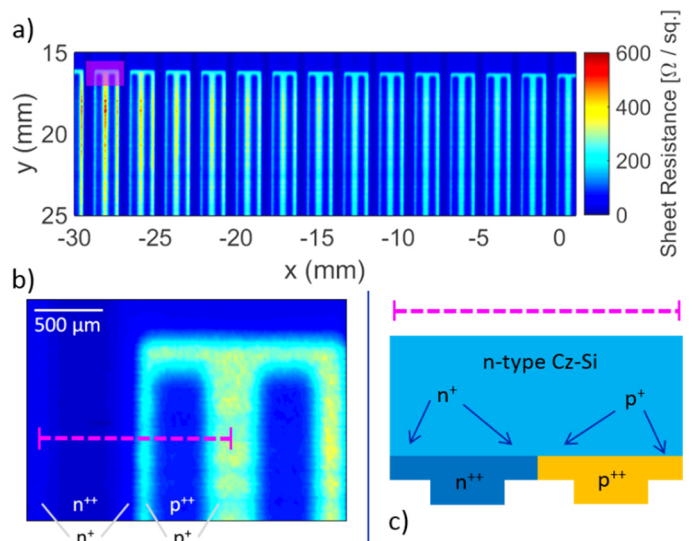 a)
15
20
25
y (mm)
-30 -25 -20 -15 -10 -5 0
x (mm)
600
400
200
0
Sheet Resistance [Ω / sq.]
b)
500 µm
n⁺⁺ p⁺⁺
n⁺ p⁺
n-type Cz-Si
n⁺ p⁺
n⁺⁺ p⁺⁺
c)